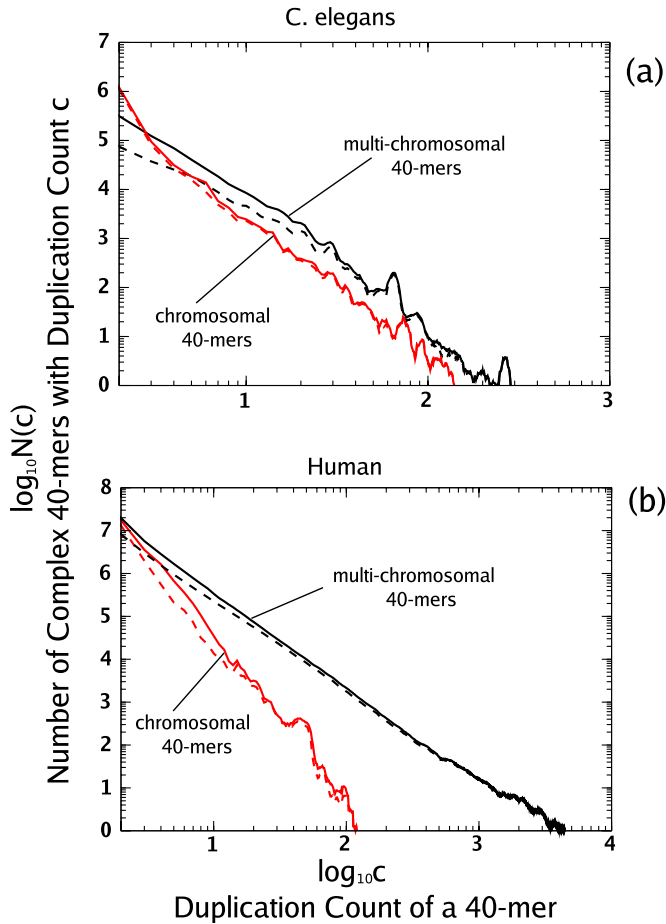 C. elegans
(a)
7
6
5
4
3
2
1
0
multi-chromosomal
40-mers
chromosomal
40-mers
1
2
3
log₁₀N(c)
Number of Complex 40-mers with Duplication Count c
Human
(b)
8
7
6
5
4
3
2
1
0
multi-chromosomal
40-mers
chromosomal
40-mers
1
2
3
4
log₁₀c
Duplication Count of a 40-mer